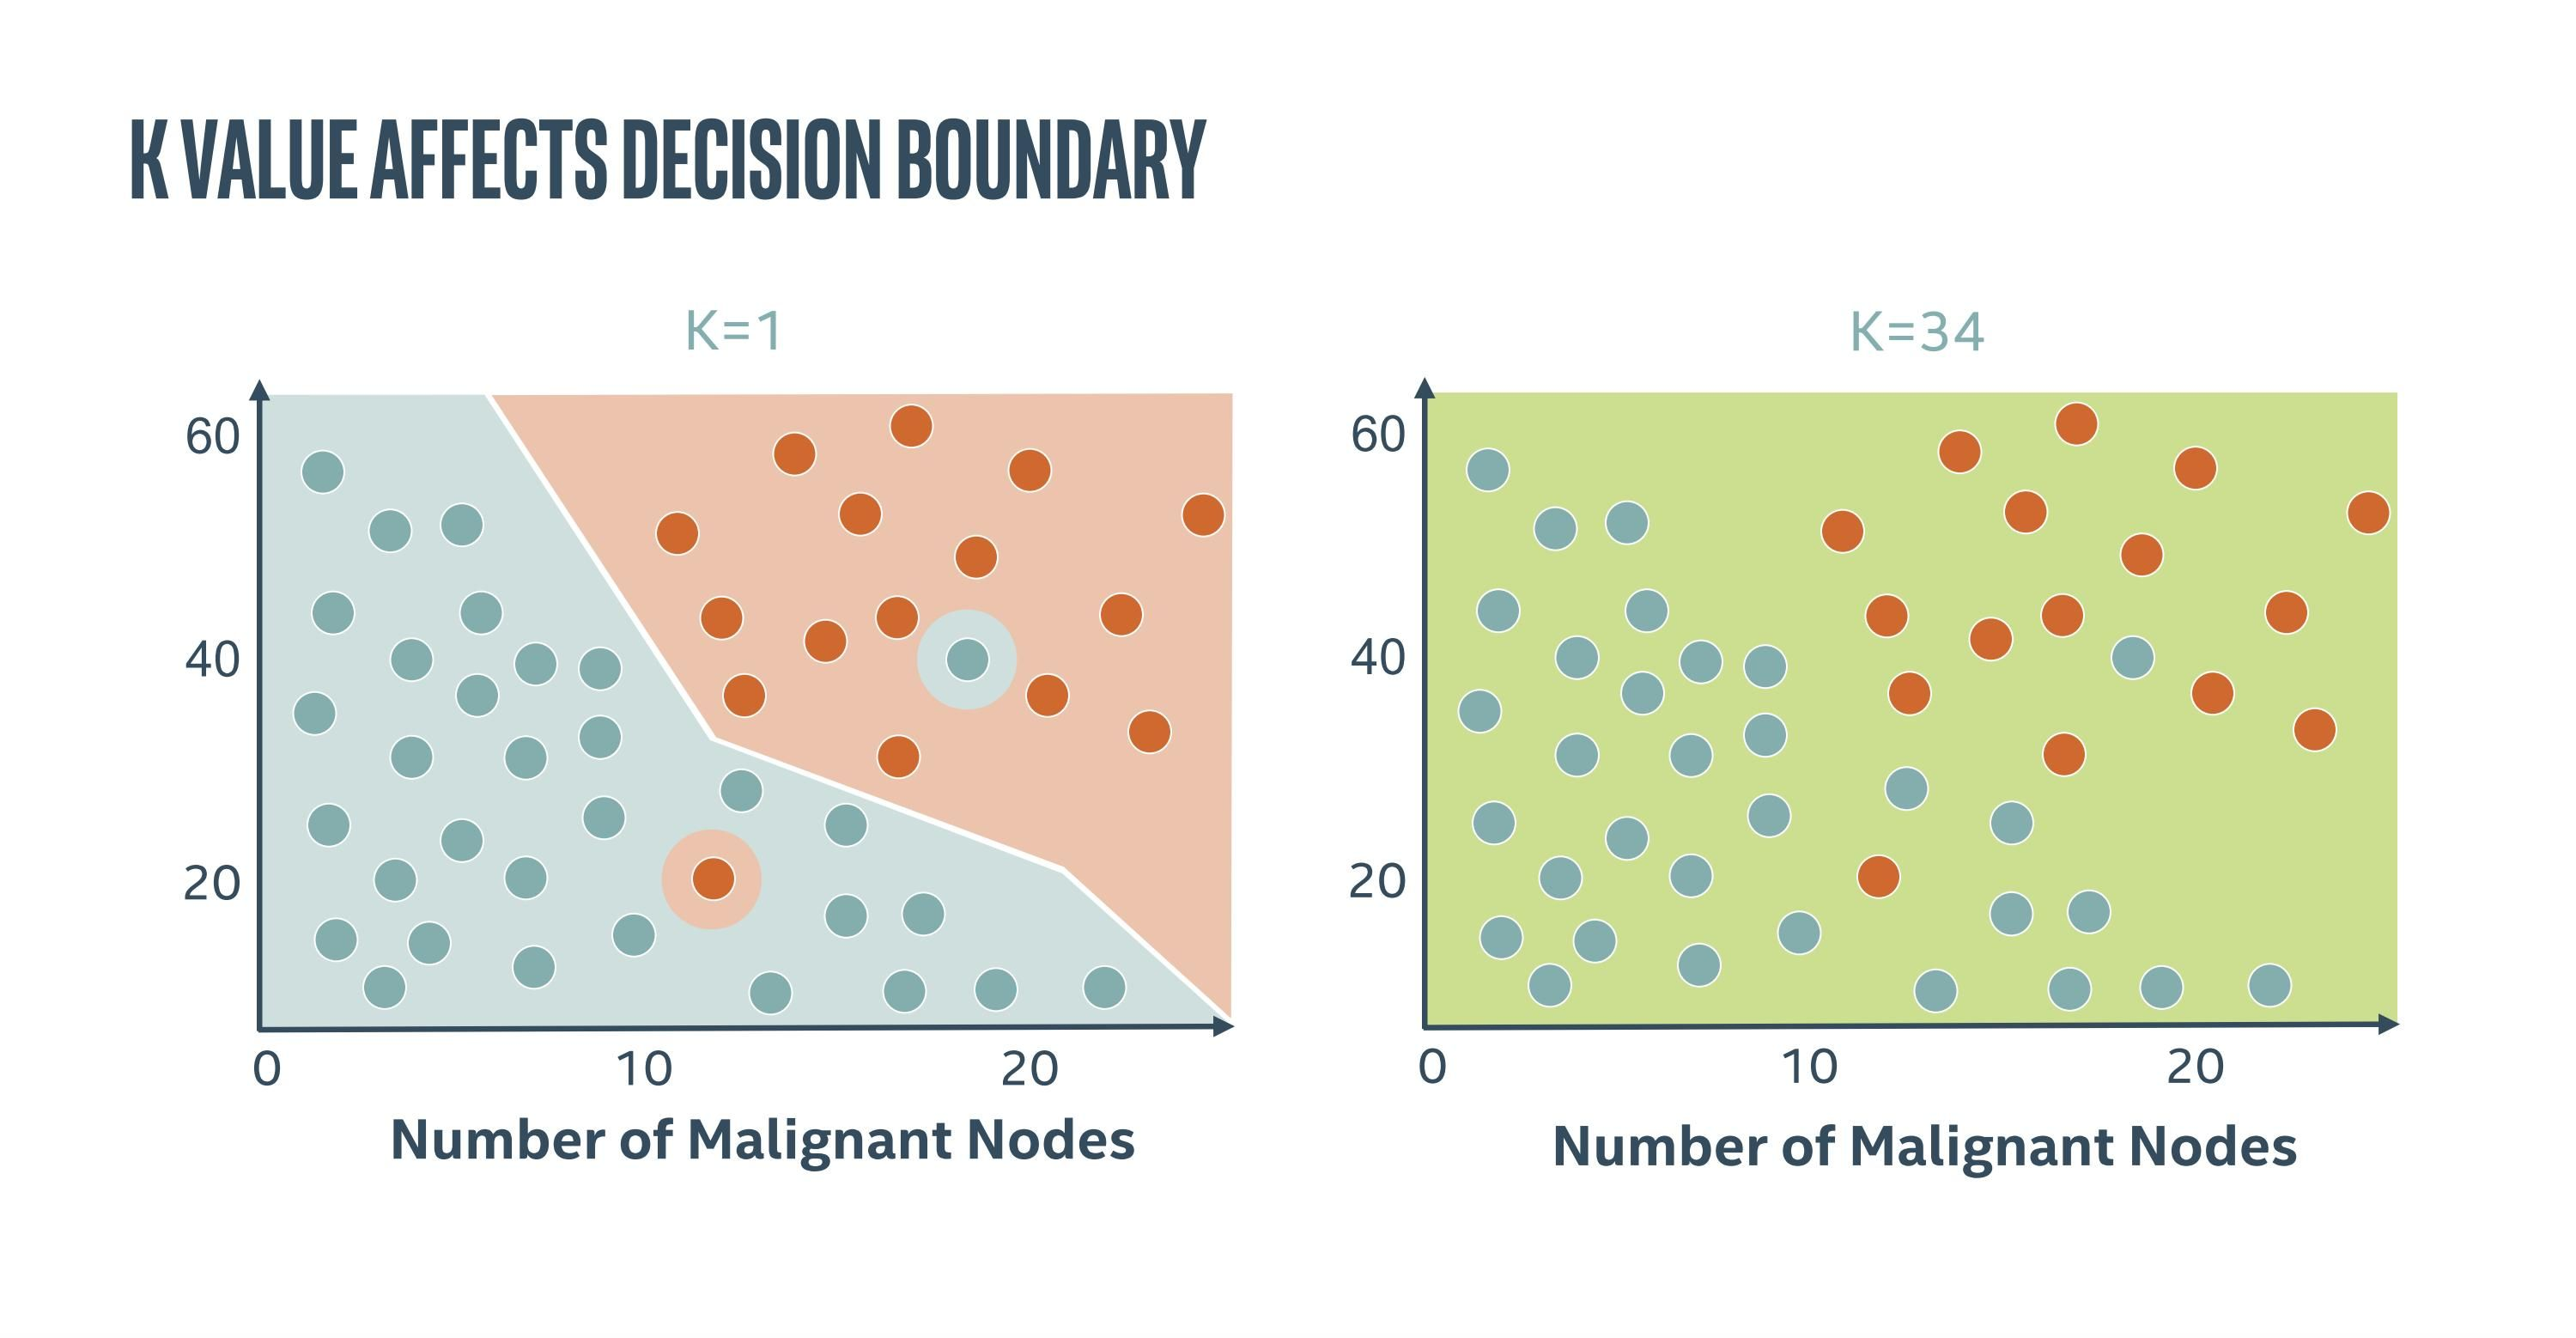 K VALUE AFFECTS DECISION BOUNDARY
K=1
60
40
20
0 10 20
Number of Malignant Nodes
K=34
60
40
20
0 10 20
Number of Malignant Nodes